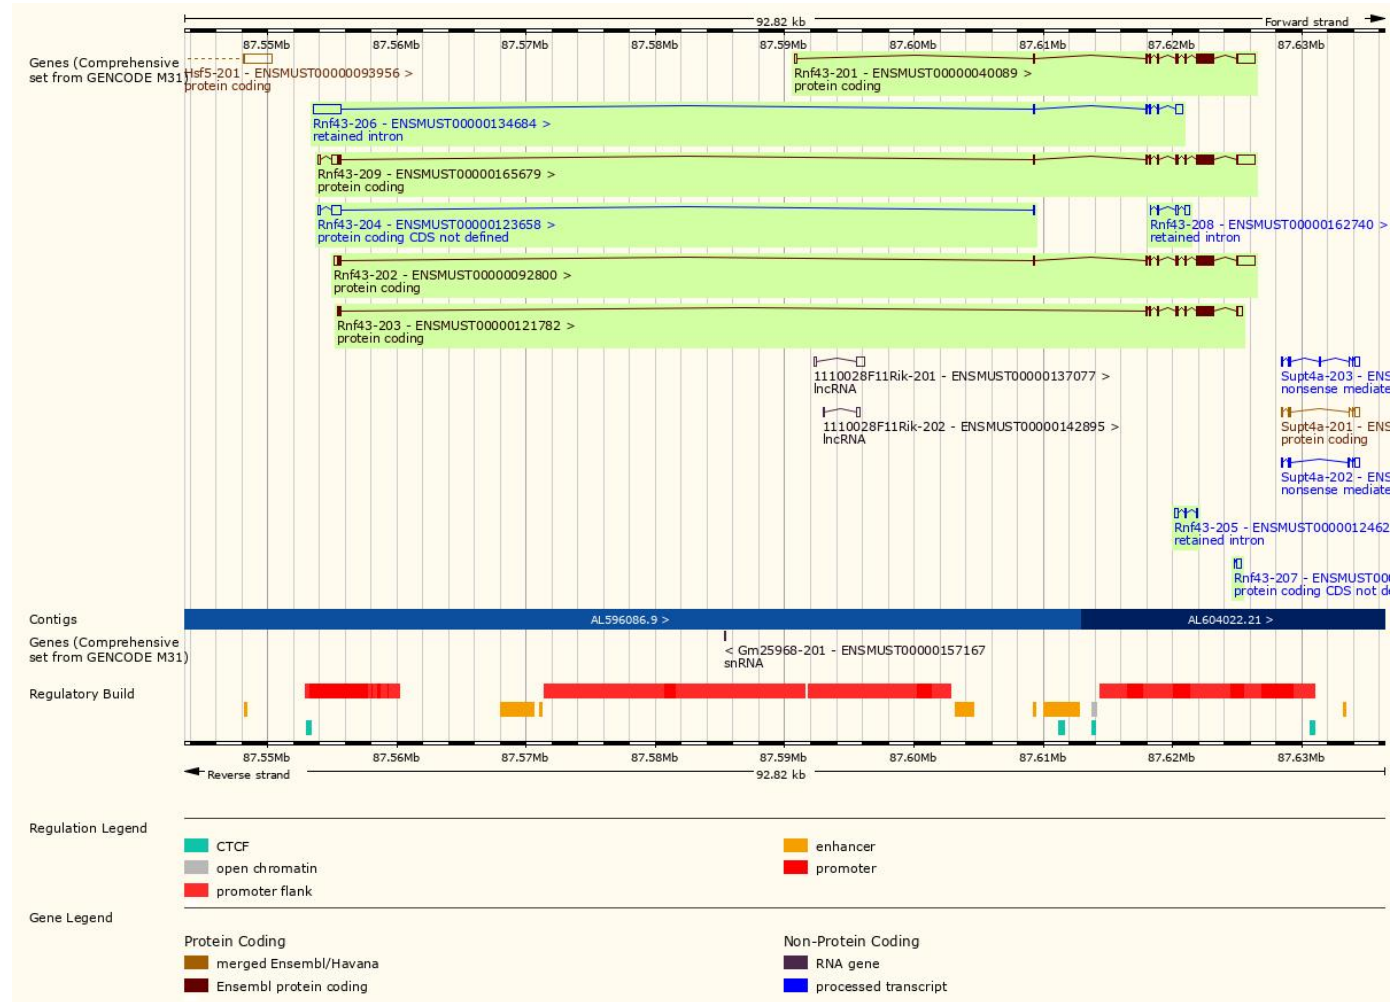 92.82 kb
Forward strand
87.55Mb 87.56Mb 87.57Mb 87.58Mb 87.59Mb 87.60Mb 87.61Mb 87.62Mb 87.63Mb
Genes (Comprehensive
set from GENCODE M31)
Hsf5-201 - ENSMUST00000093956 >
protein coding
Rnf43-201 - ENSMUST00000040089 >
protein coding
Rnf43-206 - ENSMUST00000134684 >
retained intron
Rnf43-209 - ENSMUST00000165679 >
protein coding
Rnf43-204 - ENSMUST00000123658 >
protein coding CDS not defined
Rnf43-208 - ENSMUST00000162740 >
retained intron
Rnf43-202 - ENSMUST00000092800 >
protein coding
Rnf43-203 - ENSMUST00000121782 >
protein coding
1110028F11Rik-201 - ENSMUST00000137077 >
lncRNA
Supt4a-203 - ENS
nonsense mediate
1110028F11Rik-202 - ENSMUST00000142895 >
lncRNA
Supt4a-201 - ENS
protein coding
Supt4a-202 - ENS
nonsense mediate
Rnf43-205 - ENSMUST0000012462
retained intron
Rnf43-207 - ENSMUST00
protein coding CDS not d
Contigs
AL596086.9 >
AL604022.21 >
Genes (Comprehensive
set from GENCODE M31)
< Gm25968-201 - ENSMUST00000157167
snRNA
Regulatory Build
87.55Mb 87.56Mb 87.57Mb 87.58Mb 87.59Mb 87.60Mb 87.61Mb 87.62Mb 87.63Mb
Reverse strand
92.82 kb
Regulation Legend
CTCF
enhancer
open chromatin
promoter
promoter flank
Gene Legend
Protein Coding
Non-Protein Coding
merged Ensembl/Havana
RNA gene
Ensembl protein coding
processed transcript